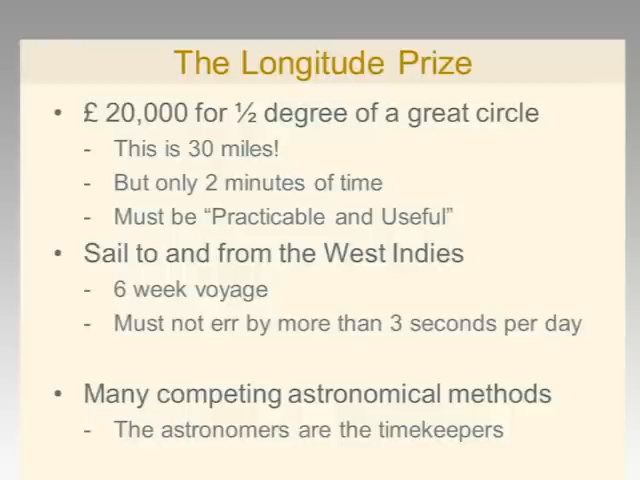 The Longitude Prize
• £ 20,000 for ½ degree of a great circle
- This is 30 miles!
- But only 2 minutes of time
- Must be “Practicable and Useful”
• Sail to and from the West Indies
- 6 week voyage
- Must not err by more than 3 seconds per day
• Many competing astronomical methods
- The astronomers are the timekeepers